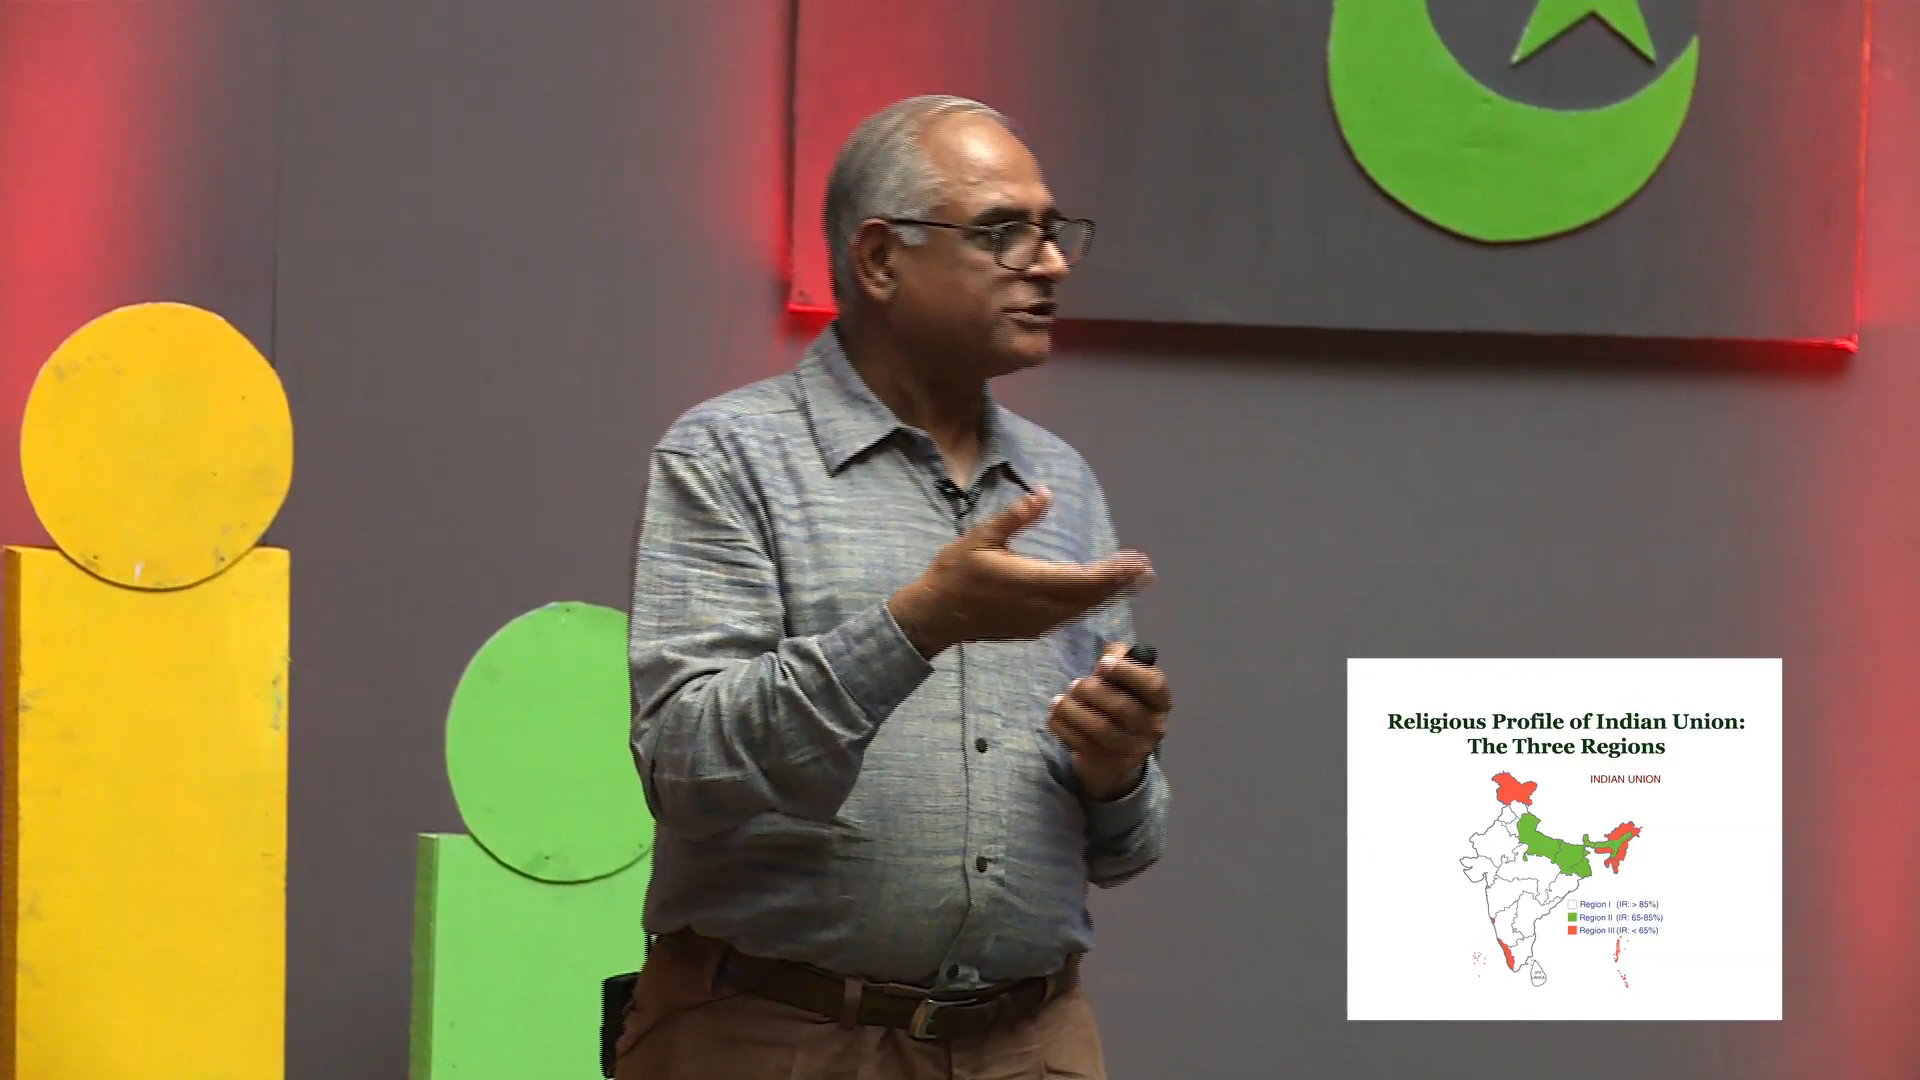 Religious Profile of Indian Union:
The Three Regions
INDIAN UNION
Region I (IR: > 85%)
Region II (IR: 65-85%)
Region III (IR: < 65%)